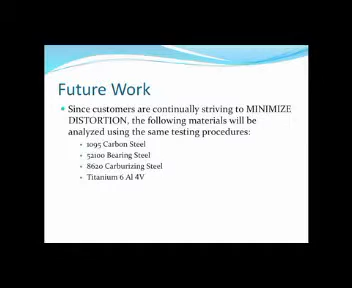 Future Work
Since customers are continually striving to MINIMIZE
DISTORTION, the following materials will be
analyzed using the same testing procedures:
1095 Carbon Steel
52100 Bearing Steel
8620 Carburizing Steel
Titanium 6 Al 4V